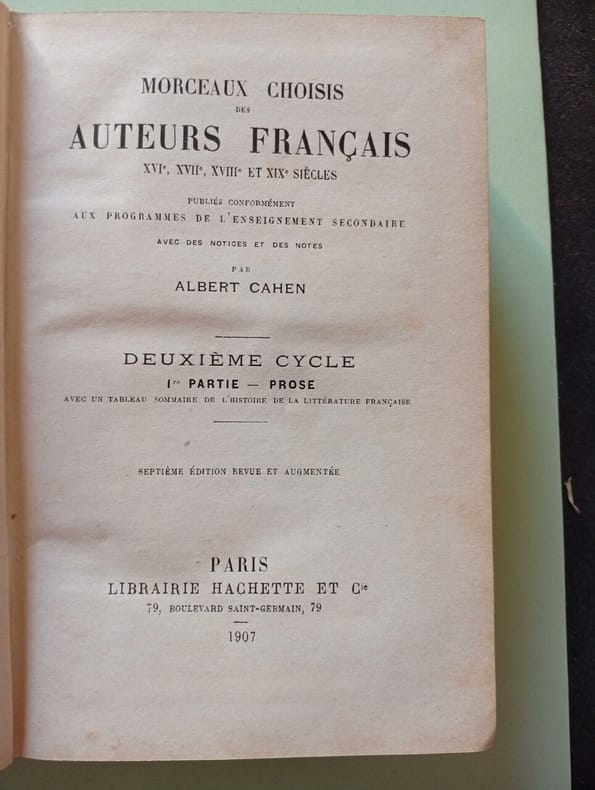 MORCEAUX CHOISIS
DES
AUTEURS FRANÇAIS
XVIᵉ, XVIIᵉ, XVIIIᵉ ET XIXᵉ SIÈCLES
PUBLIÉS CONFORMÉMENT
AUX PROGRAMMES DE L'ENSEIGNEMENT SECONDAIRE
AVEC DES NOTICES ET DES NOTES
PAR
ALBERT CAHEN
DEUXIÈME CYCLE
Iʳᵉ PARTIE — PROSE
AVEC UN TABLEAU SOMMAIRE DE L'HISTOIRE DE LA LITTÉRATURE FRANÇAISE
SEPTIÈME ÉDITION REVUE ET AUGMENTÉE
PARIS
LIBRAIRIE HACHETTE ET Cⁱᵉ
79, BOULEVARD SAINT-GERMAIN, 79
1907